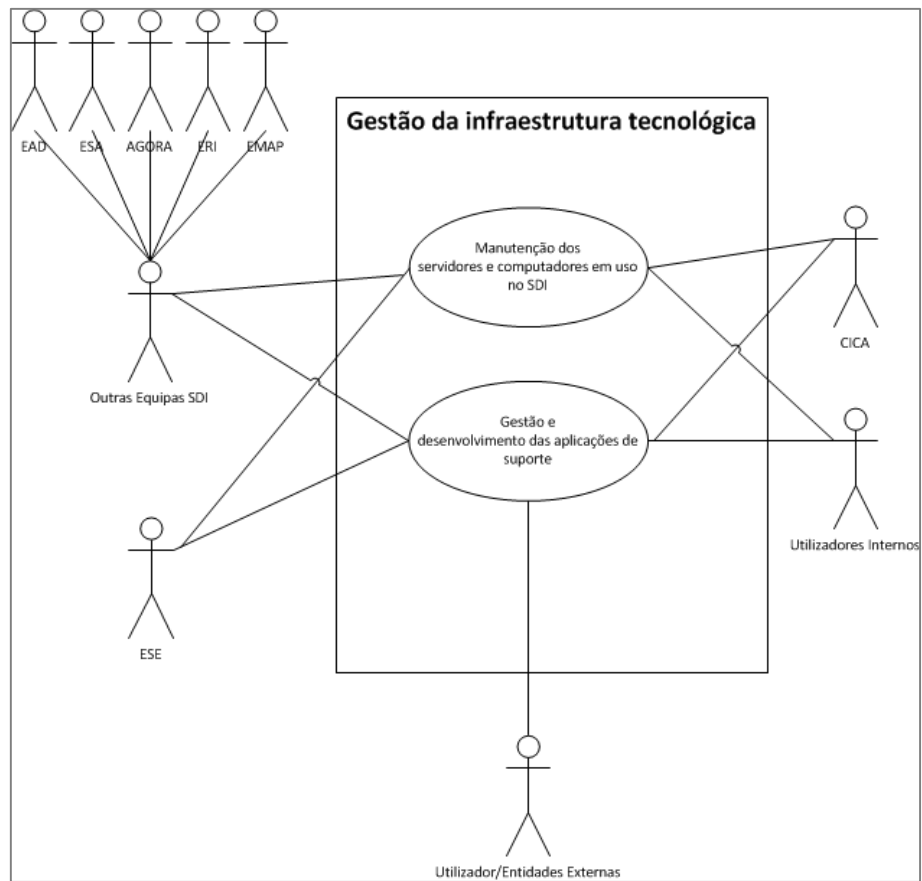 EAD
ESA
AGORA
ERI
EMAP
Gestão da infraestrutura tecnológica
Manutenção dos
servidores e computadores em uso
no SDI
CICA
Outras Equipas SDI
Gestão e
desenvolvimento das aplicações de
suporte
Utilizadores Internos
ESE
Utilizador/Entidades Externas